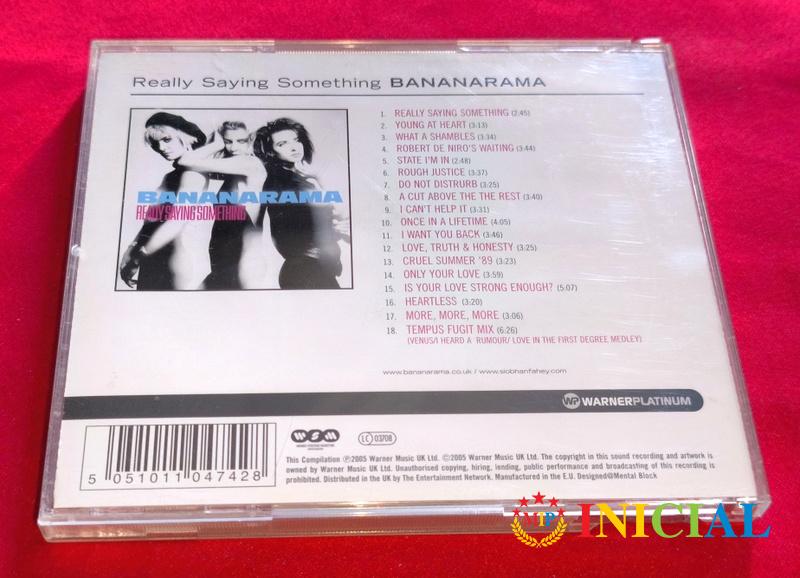 Really Saying Something BANANARAMA
BANANARAMA
REALLY SAYING SOMETHING
1. REALLY SAYING SOMETHING (2:45)
2. YOUNG AT HEART (3:13)
3. WHAT A SHAMBLES (3:34)
4. ROBERT DE NIRO'S WAITING (3:44)
5. STATE I'M IN (2:48)
6. ROUGH JUSTICE (3:37)
7. DO NOT DISTRURB (3:25)
8. A CUT ABOVE THE THE REST (3:40)
9. I CAN'T HELP IT (3:31)
10. ONCE IN A LIFETIME (4:05)
11. I WANT YOU BACK (3:46)
12. LOVE, TRUTH & HONESTY (3:25)
13. CRUEL SUMMER '89 (3:23)
14. ONLY YOUR LOVE (3:59)
15. IS YOUR LOVE STRONG ENOUGH? (5:07)
16. HEARTLESS (3:20)
17. MORE, MORE, MORE (3:06)
18. TEMPUS FUGIT MIX (6:26)
(VENUS/I HEARD A RUMOUR/ LOVE IN THE FIRST DEGREE MEDLEY)
www.bananarama.co.uk / www.siobhanfahey.com
WP WARNERPLATINUM
5 051011 047428
WSM
LC 03708
This Compilation ℗2005 Warner Music UK Ltd. ©2005 Warner Music UK Ltd. The copyright in this sound recording and artwork is
owned by Warner Music UK Ltd. Unauthorised copying, hiring, lending, public performance and broadcasting of this recording is
prohibited. Distributed in the UK by The Entertainment Network. Manufactured in the E.U. Designed@Mental Block
VIP INICIAL